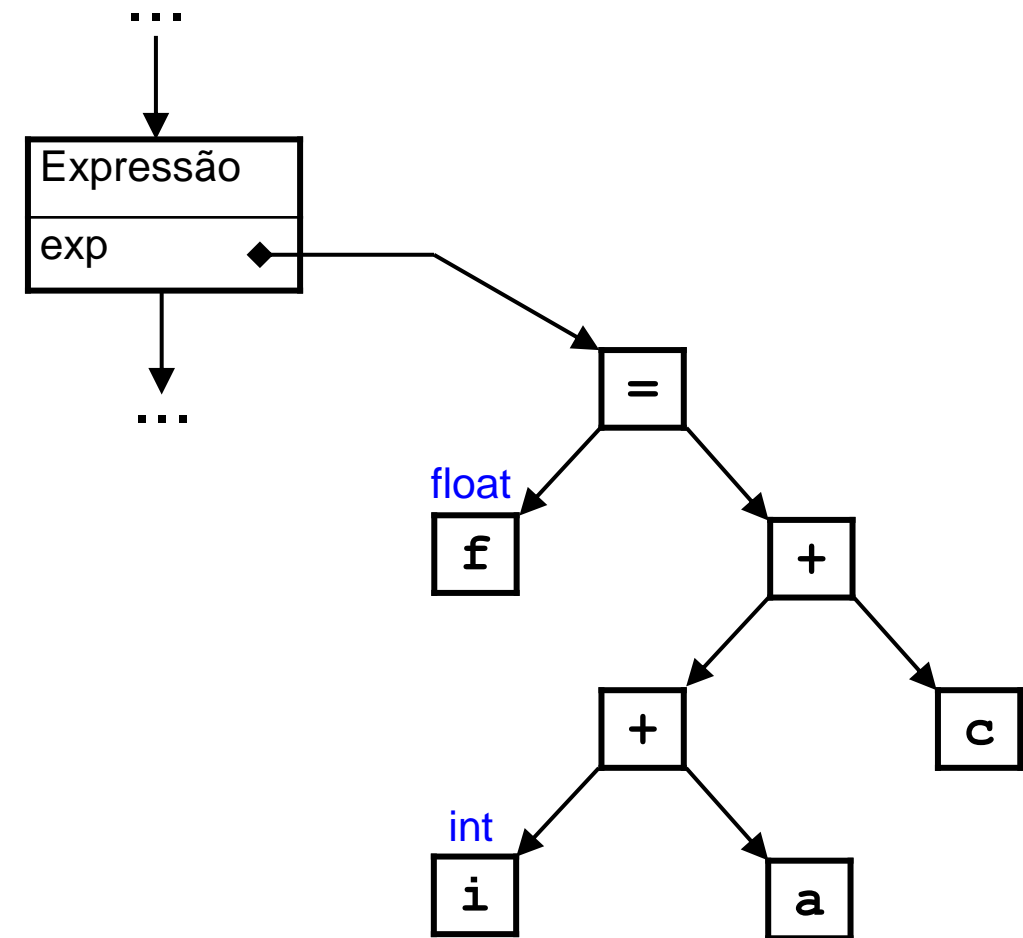 ...
Expressão
exp
...
=
float
f
+
+
c
int
i
a